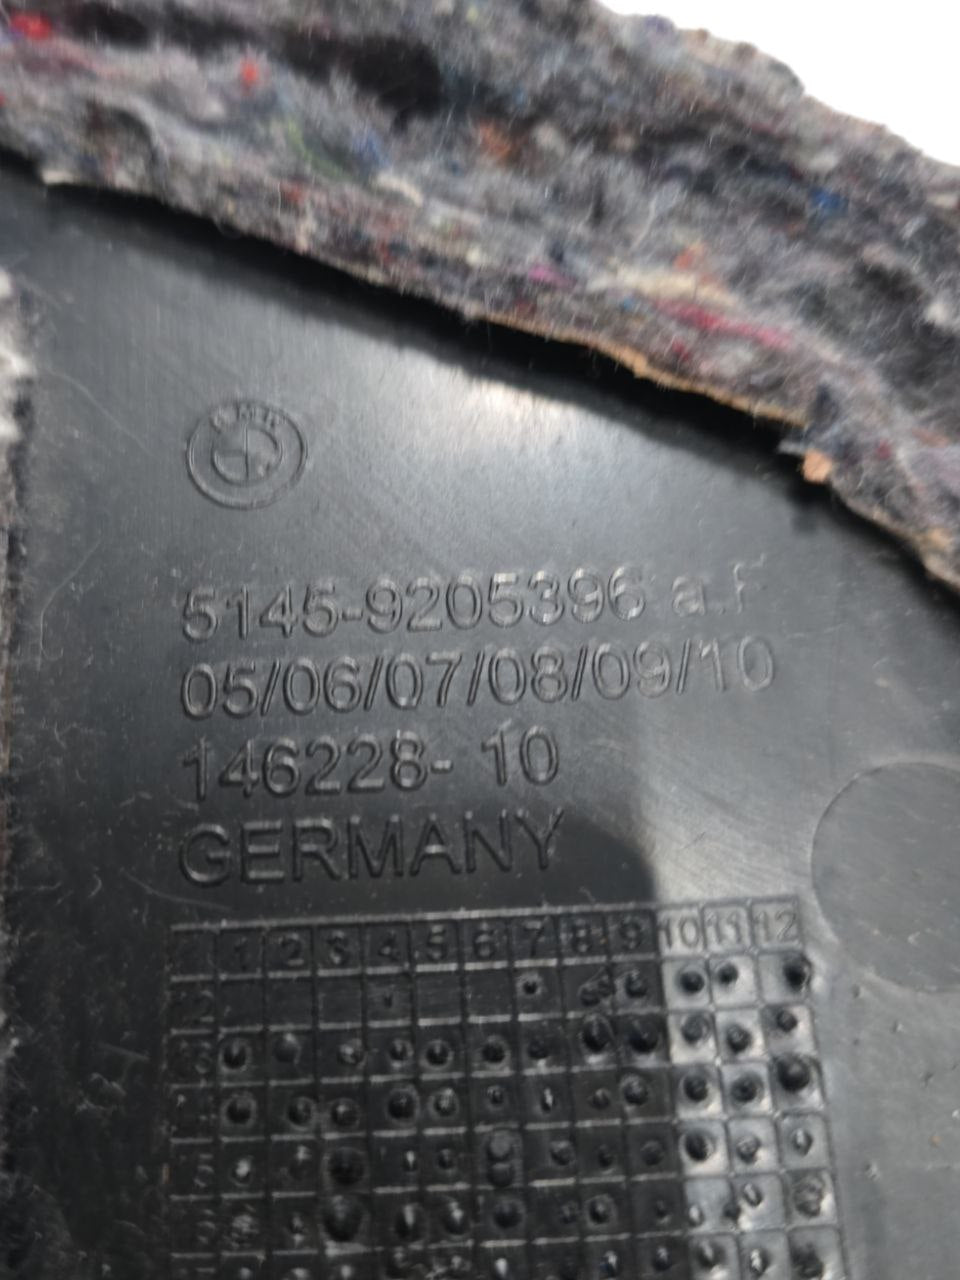 BMW
5145-9205396 a.F
05/06/07/08/09/10
146228-10
GERMANY
1 2 3 4 5 6 7 8 9 10 11 12